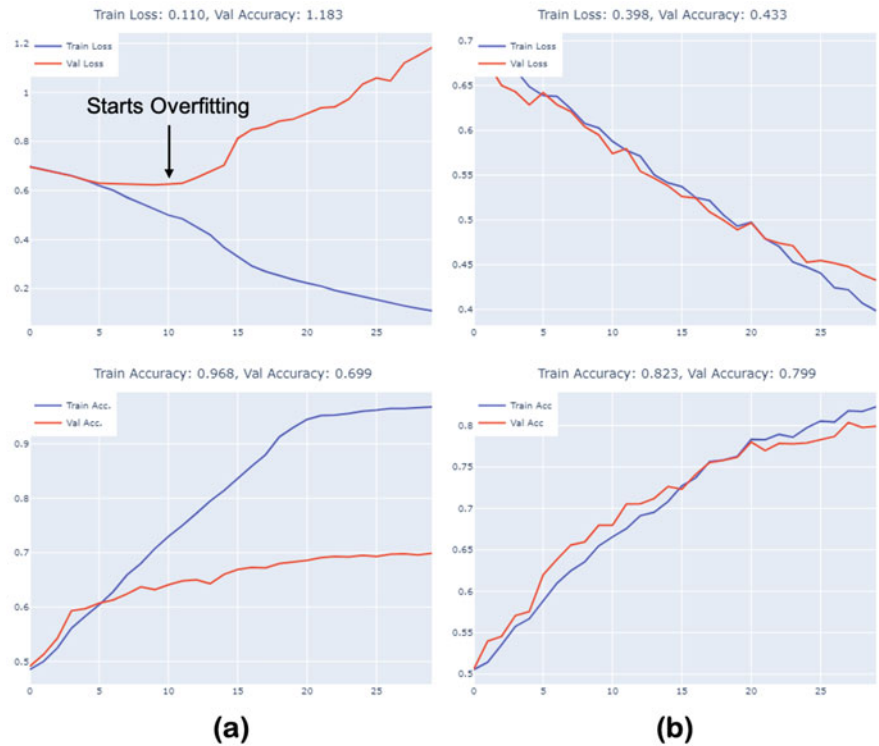 Train Loss: 0.110, Val Accuracy: 1.183
Train Loss
Val Loss
Starts Overfitting
1.2
1
0.8
0.6
0.4
0.2
0 5 10 15 20 25
Train Loss: 0.398, Val Accuracy: 0.433
Train Loss
Val Loss
0.7
0.65
0.6
0.55
0.5
0.45
0.4
0 5 10 15 20 25
Train Accuracy: 0.968, Val Accuracy: 0.699
Train Acc.
Val Acc.
0.9
0.8
0.7
0.6
0.5
0 5 10 15 20 25
Train Accuracy: 0.823, Val Accuracy: 0.799
Train Acc
Val Acc
0.8
0.75
0.7
0.65
0.6
0.55
0.5
0 5 10 15 20 25
(a) (b)